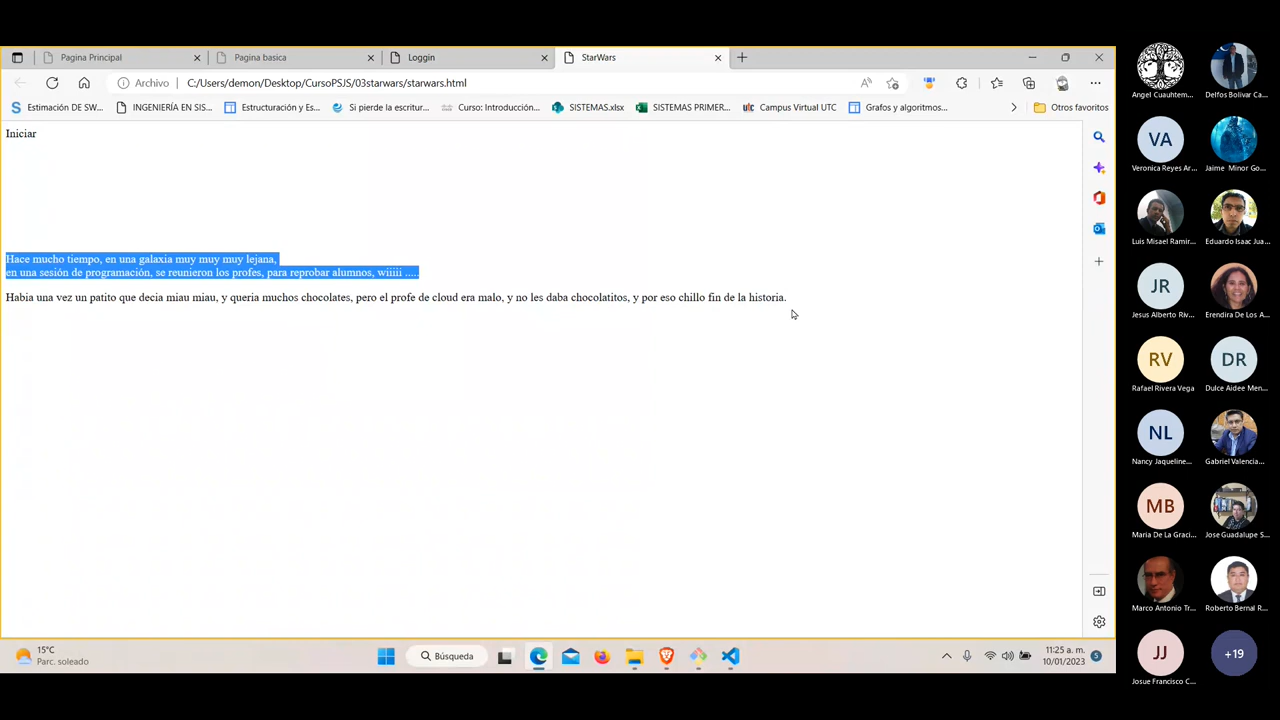 Pagina Principal
Pagina basica
Loggin
StarWars
Archivo
C:/Users/demon/Desktop/CursoPSJS/03starwars/starwars.html
Estimación DE SW...
INGENIERÍA EN SIS...
Estructuración y Es...
Si pierde la escritur...
Curso: Introducción...
SISTEMAS.xlsx
SISTEMAS PRIMER...
Campus Virtual UTC
Grafos y algoritmos...
Otros favoritos
Iniciar
Hace mucho tiempo, en una galaxia muy muy muy lejana,
en una sesión de programación, se reunieron los profes, para reprobar alumnos, wiiiii .....
Habia una vez un patito que decia miau miau, y queria muchos chocolates, pero el profe de cloud era malo, y no les daba chocolatitos, y por eso chillo fin de la historia.
15°C
Parc. soleado
Búsqueda
11:25 a. m.
10/01/2023
5
Angel Cuauhtem...
Delfos Bolivar Ca...
VA
Veronica Reyes Ar...
Jaime Minor Go...
Luis Misael Ramir...
Eduardo Isaac Jua...
JR
Jesus Alberto Riv...
Erendira De Los A...
RV
Rafael Rivera Vega
DR
Dulce Aidee Men...
NL
Nancy Jaqueline...
Gabriel Valencia...
MB
Maria De La Graci...
Jose Guadalupe S...
Marco Antonio Tr...
Roberto Bernal R...
JJ
Josue Francisco C...
+19